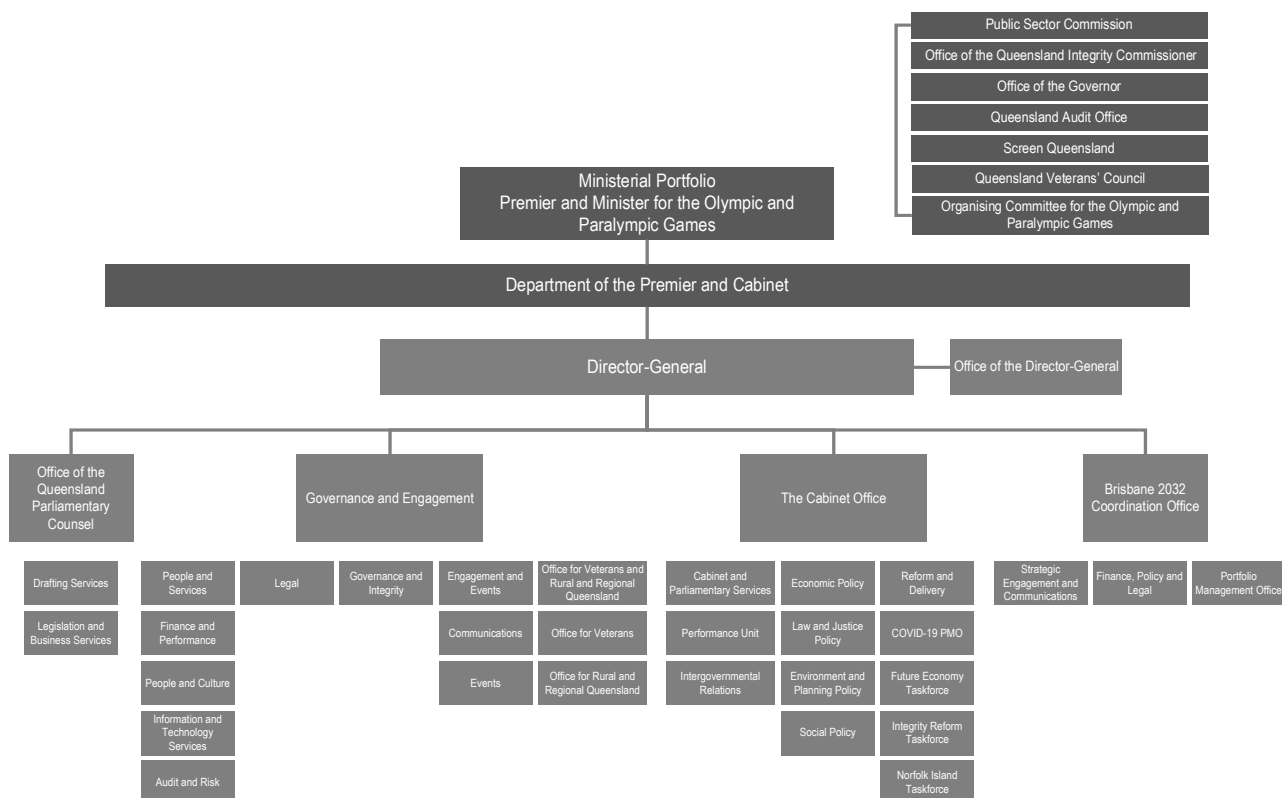 Public Sector Commission
Office of the Queensland Integrity Commissioner
Office of the Governor
Queensland Audit Office
Screen Queensland
Queensland Veterans’ Council
Organising Committee for the Olympic and
Paralympic Games
Ministerial Portfolio
Premier and Minister for the Olympic and
Paralympic Games
Department of the Premier and Cabinet
Director-General
Office of the Director-General
Office of the
Queensland
Parliamentary
Counsel
Governance and Engagement
The Cabinet Office
Brisbane 2032
Coordination Office
Drafting Services
Legislation and
Business Services
People and
Services
Finance and
Performance
People and Culture
Information and
Technology
Services
Audit and Risk
Legal
Governance and
Integrity
Engagement and
Events
Communications
Events
Office for Veterans and
Rural and Regional
Queensland
Office for Veterans
Office for Rural and
Regional Queensland
Cabinet and
Parliamentary Services
Performance Unit
Intergovernmental
Relations
Economic Policy
Law and Justice
Policy
Environment and
Planning Policy
Social Policy
Reform and
Delivery
COVID-19 PMO
Future Economy
Taskforce
Integrity Reform
Taskforce
Norfolk Island
Taskforce
Strategic
Engagement and
Communications
Finance, Policy and
Legal
Portfolio
Management Office